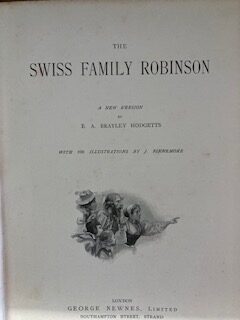 THE
SWISS FAMILY ROBINSON
A NEW VERSION
BY
E. A. BRAYLEY HODGETTS
WITH 100 ILLUSTRATIONS BY J. FINNEMORE
LONDON
GEORGE NEWNES, LIMITED
SOUTHAMPTON STREET, STRAND